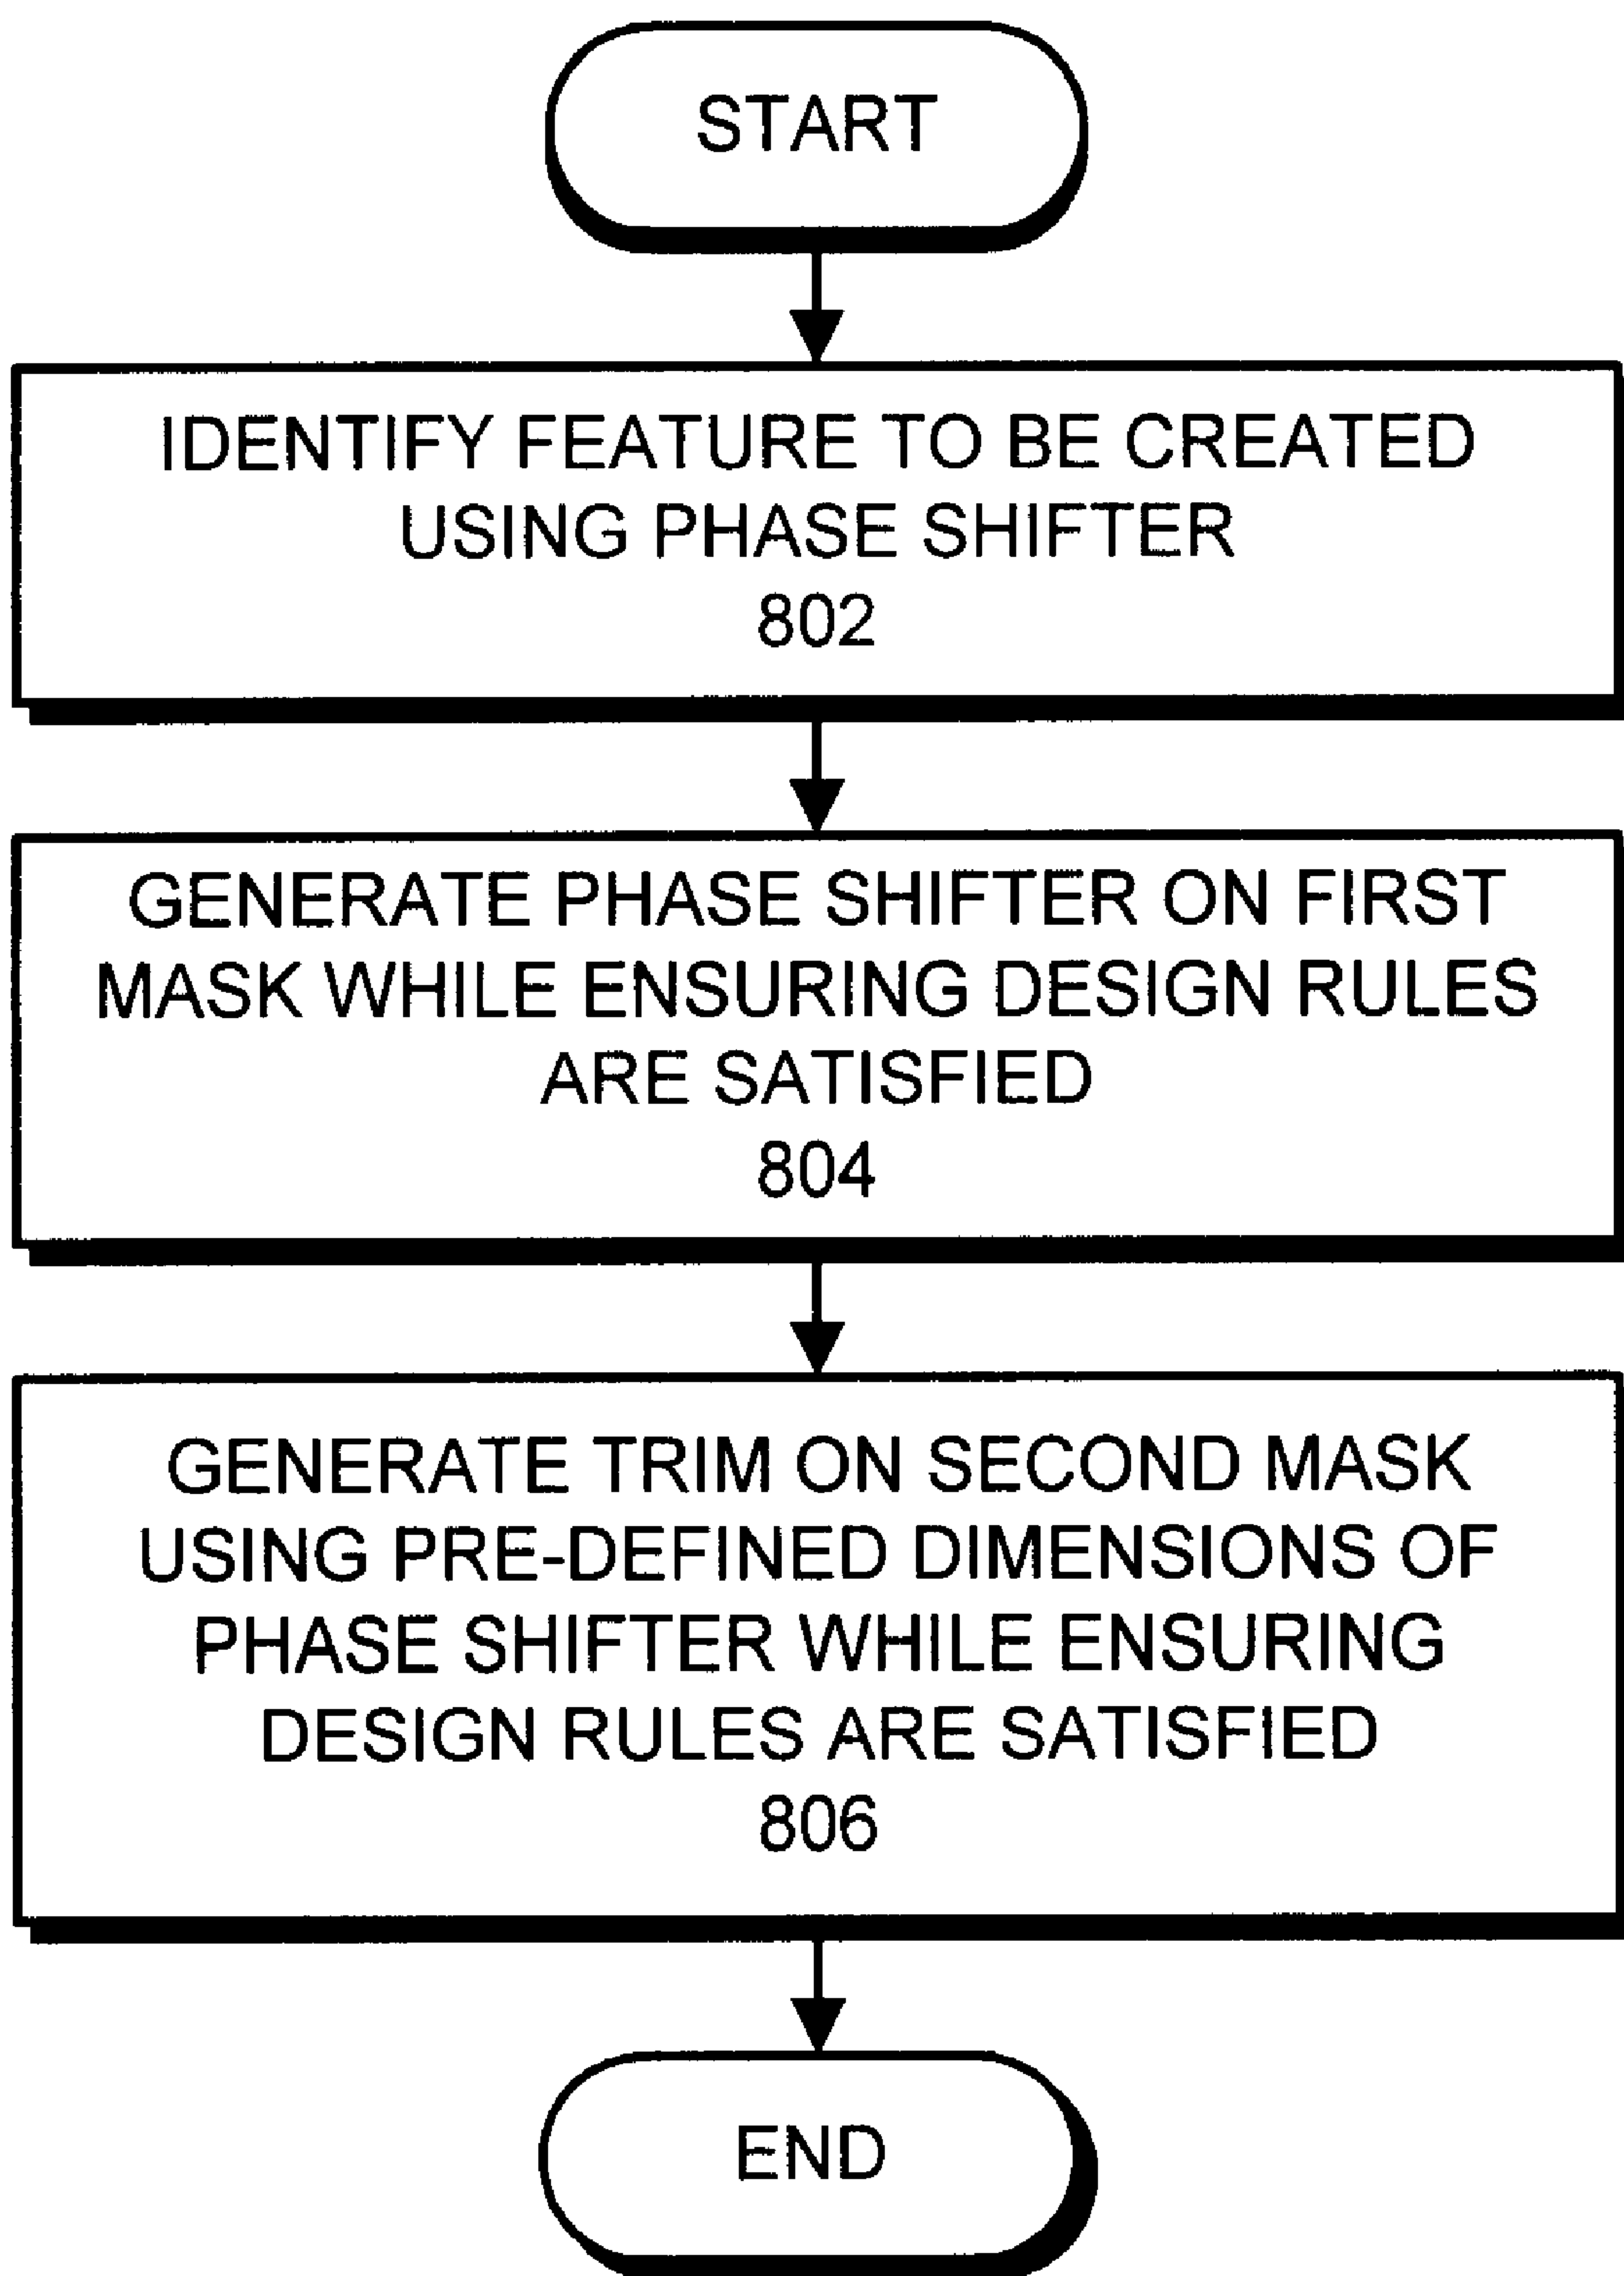 START
IDENTIFY FEATURE TO BE CREATED
USING PHASE SHIFTER
802
GENERATE PHASE SHIFTER ON FIRST
MASK WHILE ENSURING DESIGN RULES
ARE SATISFIED
804
GENERATE TRIM ON SECOND MASK
USING PRE-DEFINED DIMENSIONS OF
PHASE SHIFTER WHILE ENSURING
DESIGN RULES ARE SATISFIED
806
END